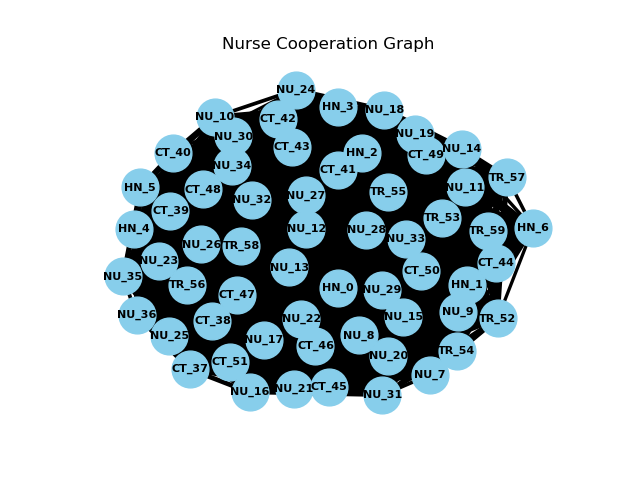 Nurse Cooperation Graph
NU_24
HN_3
NU_18
NU_10
CT_42
NU_30
NU_19
CT_43
NU_14
CT_40
HN_2
CT_49
NU_34
CT_41
TR_57
HN_5
CT_48
NU_11
TR_55
NU_27
NU_32
CT_39
TR_53
HN_6
HN_4
NU_12
NU_28
TR_59
NU_33
NU_26
TR_58
NU_23
CT_44
NU_13
CT_50
NU_35
TR_56
HN_1
HN_0
NU_29
CT_47
NU_9
NU_36
NU_15
TR_52
CT_38
NU_22
NU_25
NU_8
NU_17
CT_46
TR_54
NU_20
CT_51
CT_37
NU_7
CT_45
NU_21
NU_16
NU_31